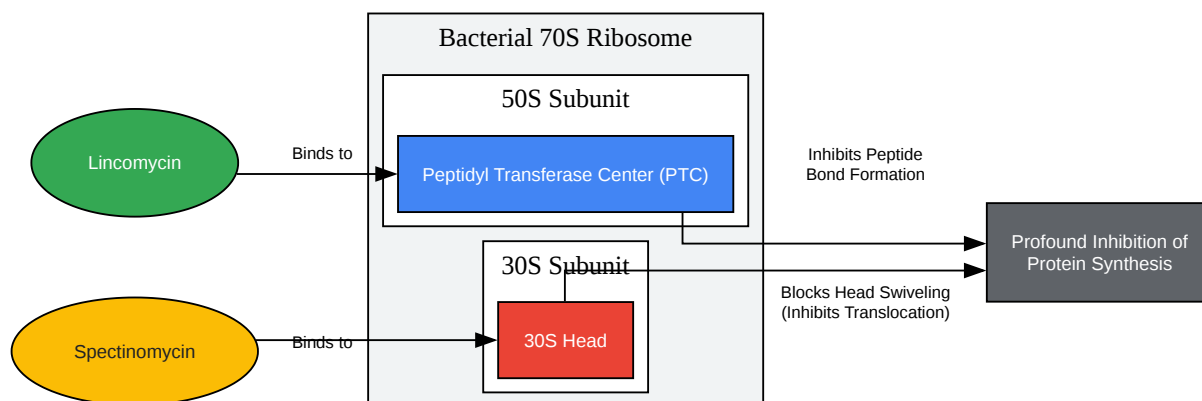 Bacterial 70S Ribosome
50S Subunit
Lincomycin
Binds to
Peptidyl Transferase Center (PTC)
Inhibits Peptide
Bond Formation
Profound Inhibition of
Protein Synthesis
30S Subunit
Blocks Head Swiveling
(Inhibits Translocation)
Spectinomycin
Binds to
30S Head